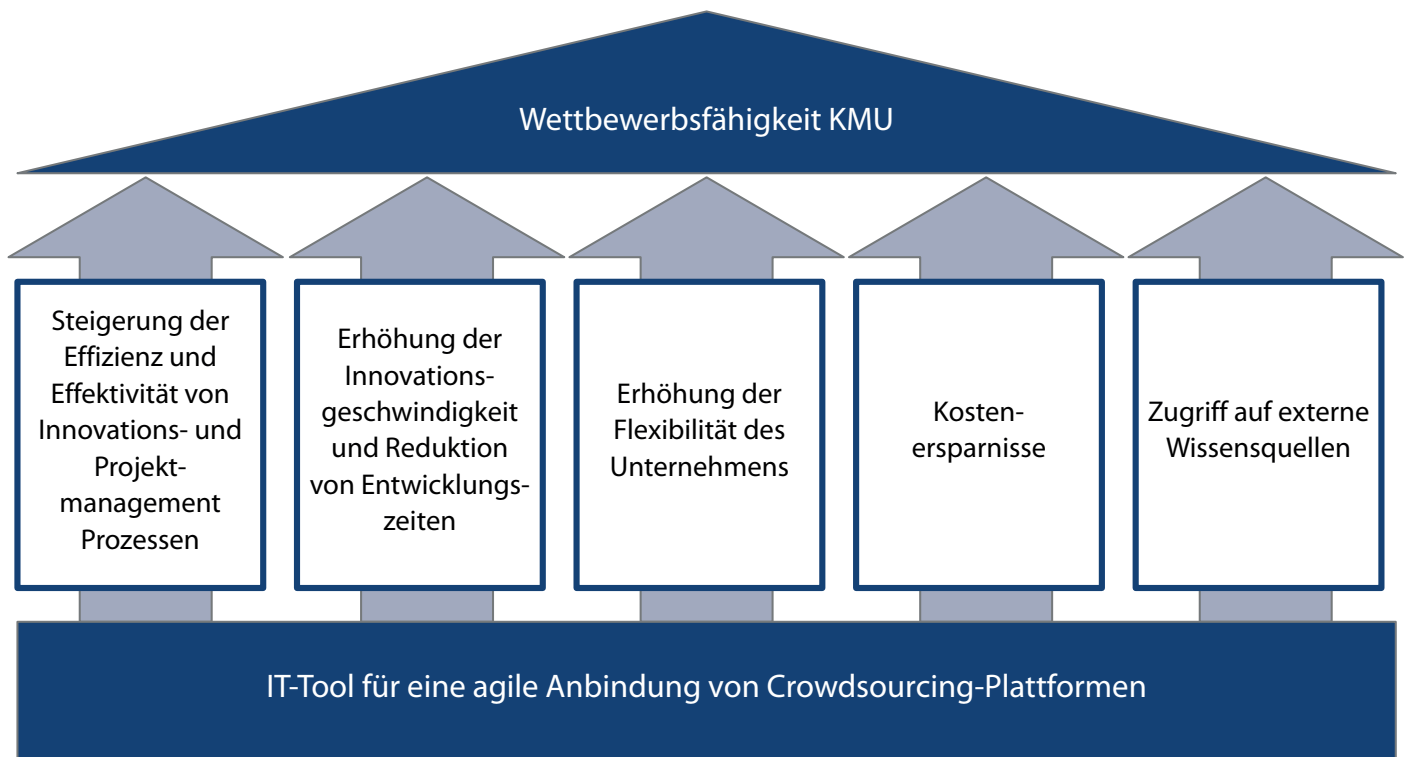 Wettbewerbsfähigkeit KMU
Steigerung der
Effizienz und
Effektivität von
Innovations- und
Projekt-
management
Prozessen
Erhöhung der
Innovations-
geschwindigkeit
und Reduktion
von Entwicklungs-
zeiten
Erhöhung der
Flexibilität des
Unternehmens
Kosten-
ersparnisse
Zugriff auf externe
Wissensquellen
IT-Tool für eine agile Anbindung von Crowdsourcing-Plattformen